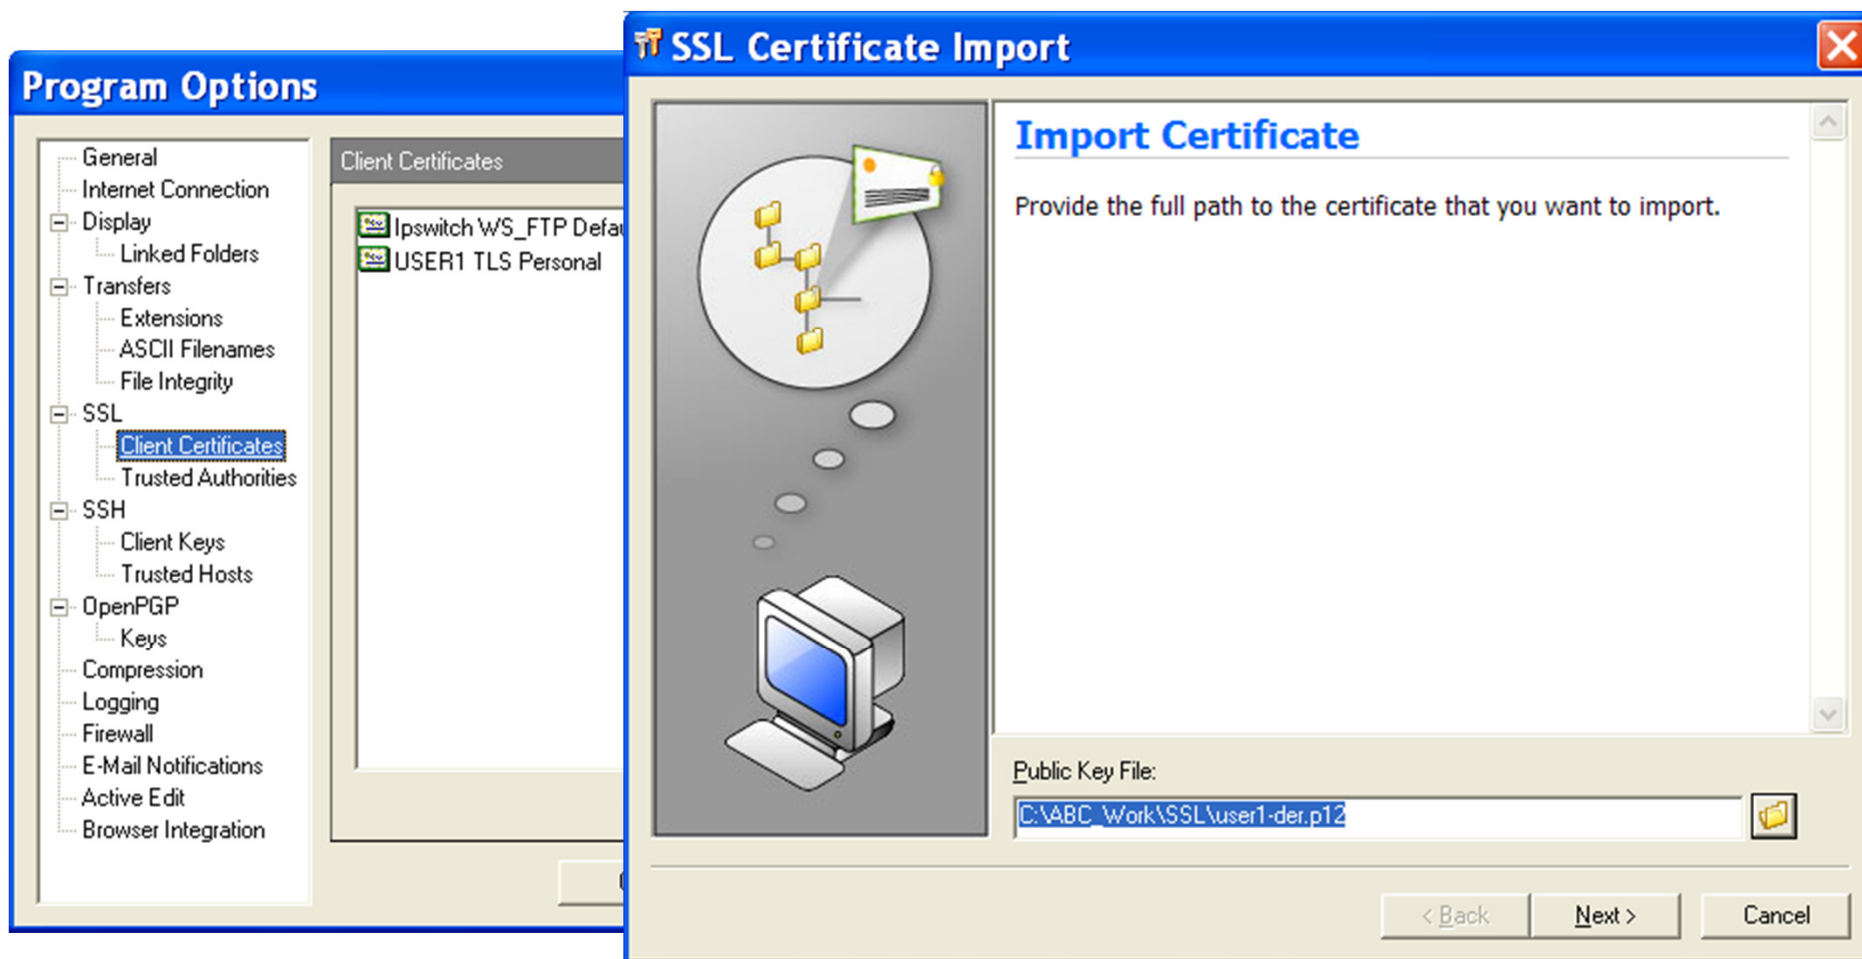 Program Options
General
Internet Connection
Display
Linked Folders
Transfers
Extensions
ASCII Filenames
File Integrity
SSL
Client Certificates
Trusted Authorities
SSH
Client Keys
Trusted Hosts
OpenPGP
Keys
Compression
Logging
Firewall
E-Mail Notifications
Active Edit
Browser Integration
Client Certificates
Ipswitch WS_FTP
USER1 TLS Personal
SSL Certificate Import
Import Certificate
Provide the full path to the certificate that you want to import.
Public Key File:
C:\ABC_Work\SSL\user1-der.p12
< Back
Next >
Cancel